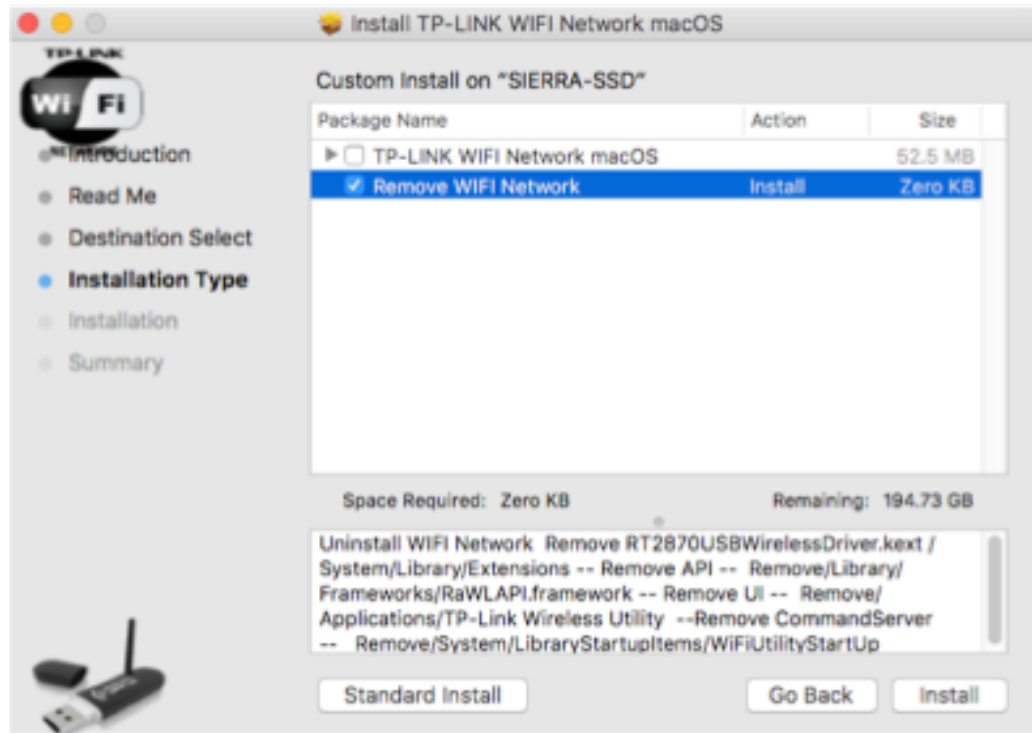 Install TP-LINK WIFI Network macOS
TP-LINK
Wi Fi
Introduction
Read Me
Destination Select
Installation Type
Installation
Summary
Custom Install on "SIERRA-SSD"
Package Name Action Size
TP-LINK WIFI Network macOS 52.5 MB
Remove WIFI Network Install Zero KB
Space Required: Zero KB Remaining: 194.73 GB
Uninstall WIFI Network Remove RT2870USBWirelessDriver.kext /
System/Library/Extensions -- Remove API -- Remove/Library/
Frameworks/RaWLAPI.framework -- Remove UI -- Remove/
Applications/TP-Link Wireless Utility --Remove CommandServer
-- Remove/System/LibraryStartupItems/WiFiUtilityStartUp
Standard Install Go Back Install